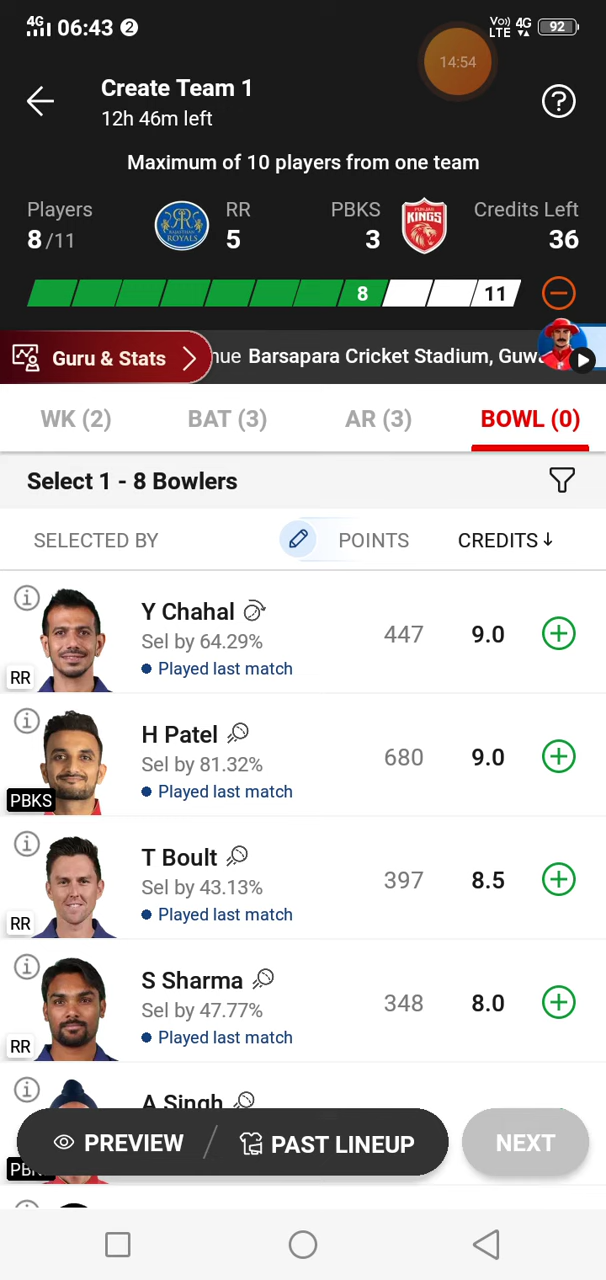 4G 06:43 2
Vo) 4G
LTE 92
14:54
Create Team 1
12h 46m left
?
Maximum of 10 players from one team
Players RR PBKS Credits Left
8/11 5 3 36
RAJASTHAN ROYALS
PUNJAB KINGS
8 11
Guru & Stats
nue Barsapara Cricket Stadium, Guw
WK (2) BAT (3) AR (3) BOWL (0)
Select 1 - 8 Bowlers
SELECTED BY POINTS CREDITS↓
Y Chahal
447 9.0
Sel by 64.29%
Played last match
RR
H Patel
680 9.0
Sel by 81.32%
Played last match
PBKS
T Boult
397 8.5
Sel by 43.13%
Played last match
RR
S Sharma
348 8.0
Sel by 47.77%
Played last match
RR
A Singh
PREVIEW / PAST LINEUP NEXT